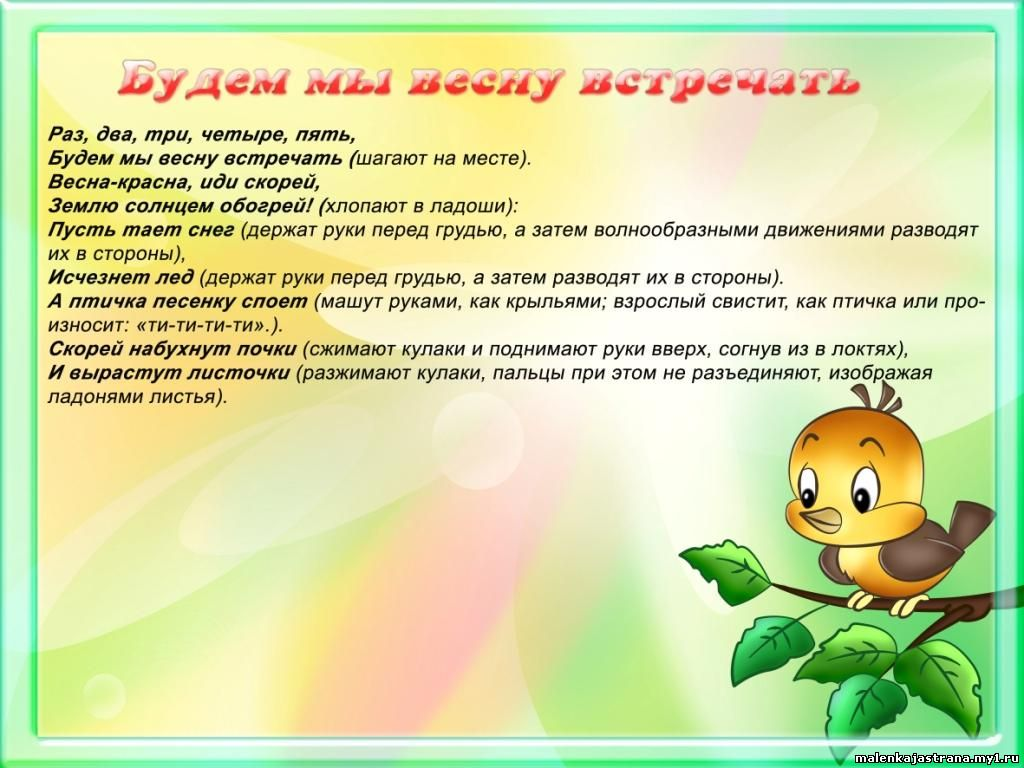 Будем мы весну встречать
Раз, два, три, четыре, пять,
Будем мы весну встречать (шагают на месте).
Весна-красна, иди скорей,
Землю солнцем обогрей! (хлопают в ладоши):
Пусть тает снег (держат руки перед грудью, а затем волнообразными движениями разводят
их в стороны),
Исчезнет лед (держат руки перед грудью, а затем разводят их в стороны).
А птичка песенку споет (машут руками, как крыльями; взрослый свистит, как птичка или про-
износит: «ти-ти-ти-ти».).
Скорей набухнут почки (сжимают кулаки и поднимают руки вверх, согнув из в локтях),
И вырастут листочки (разжимают кулаки, пальцы при этом не разъединяют, изображая
ладонями листья).
malenkajastrana.my1.ru